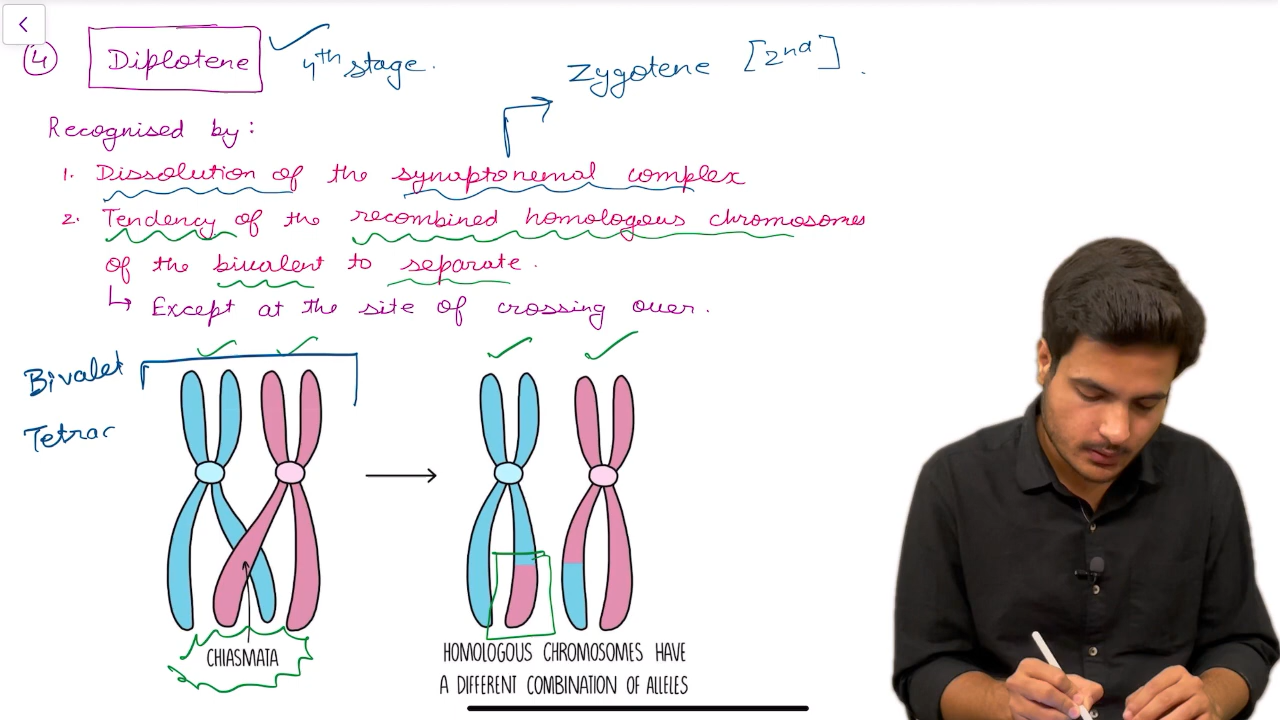 4 Diplotene 4th stage.
Zygotene [2nd]
Recognised by:
1. Dissolution of the synaptonemal complex
2. Tendency of the recombined homologous chromosomes
of the bivalent to separate.
↳ Except at the site of crossing over.
Bivalet
Tetrac
CHIASMATA
HOMOLOGOUS CHROMOSOMES HAVE
A DIFFERENT COMBINATION OF ALLELES